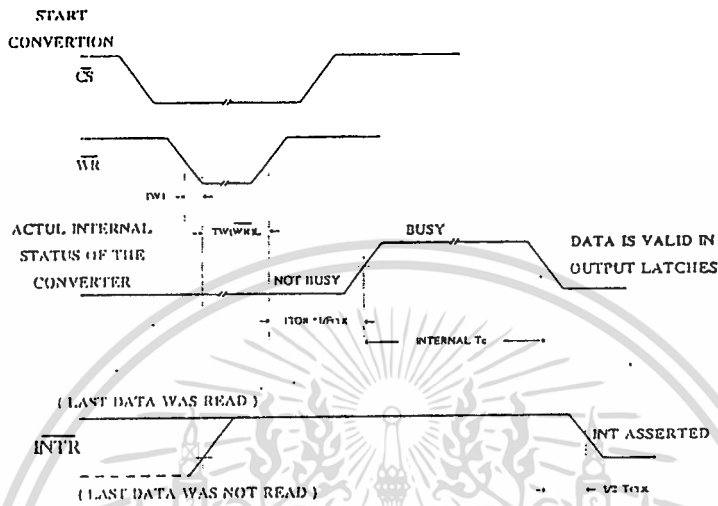 START
CONVERTION
CS
WR
ACTUL INTERNAL
STATUS OF THE
CONVERTER
BUSY
NOT BUSY
DATA IS VALID IN
OUTPUT LATCHES
INTERNAL Tc
( LAST DATA WAS READ )
INTR
INT ASSERTED
( LAST DATA WAS NOT READ )